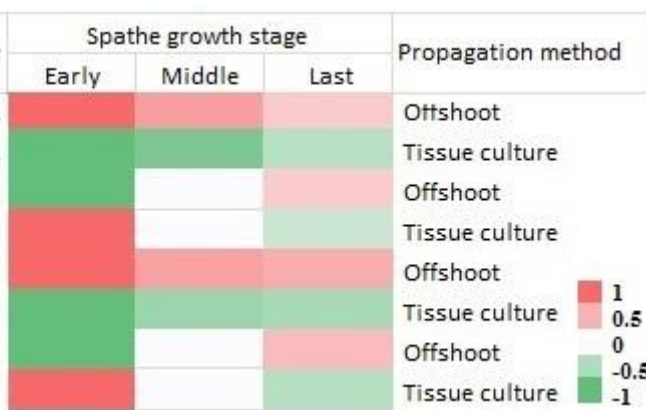 Spathe growth stage
Propagation method
Early Middle Last
Offshoot
Tissue culture
Offshoot
Tissue culture
Offshoot
Tissue culture
Offshoot
Tissue culture
1
0.5
0
-0.5
-1